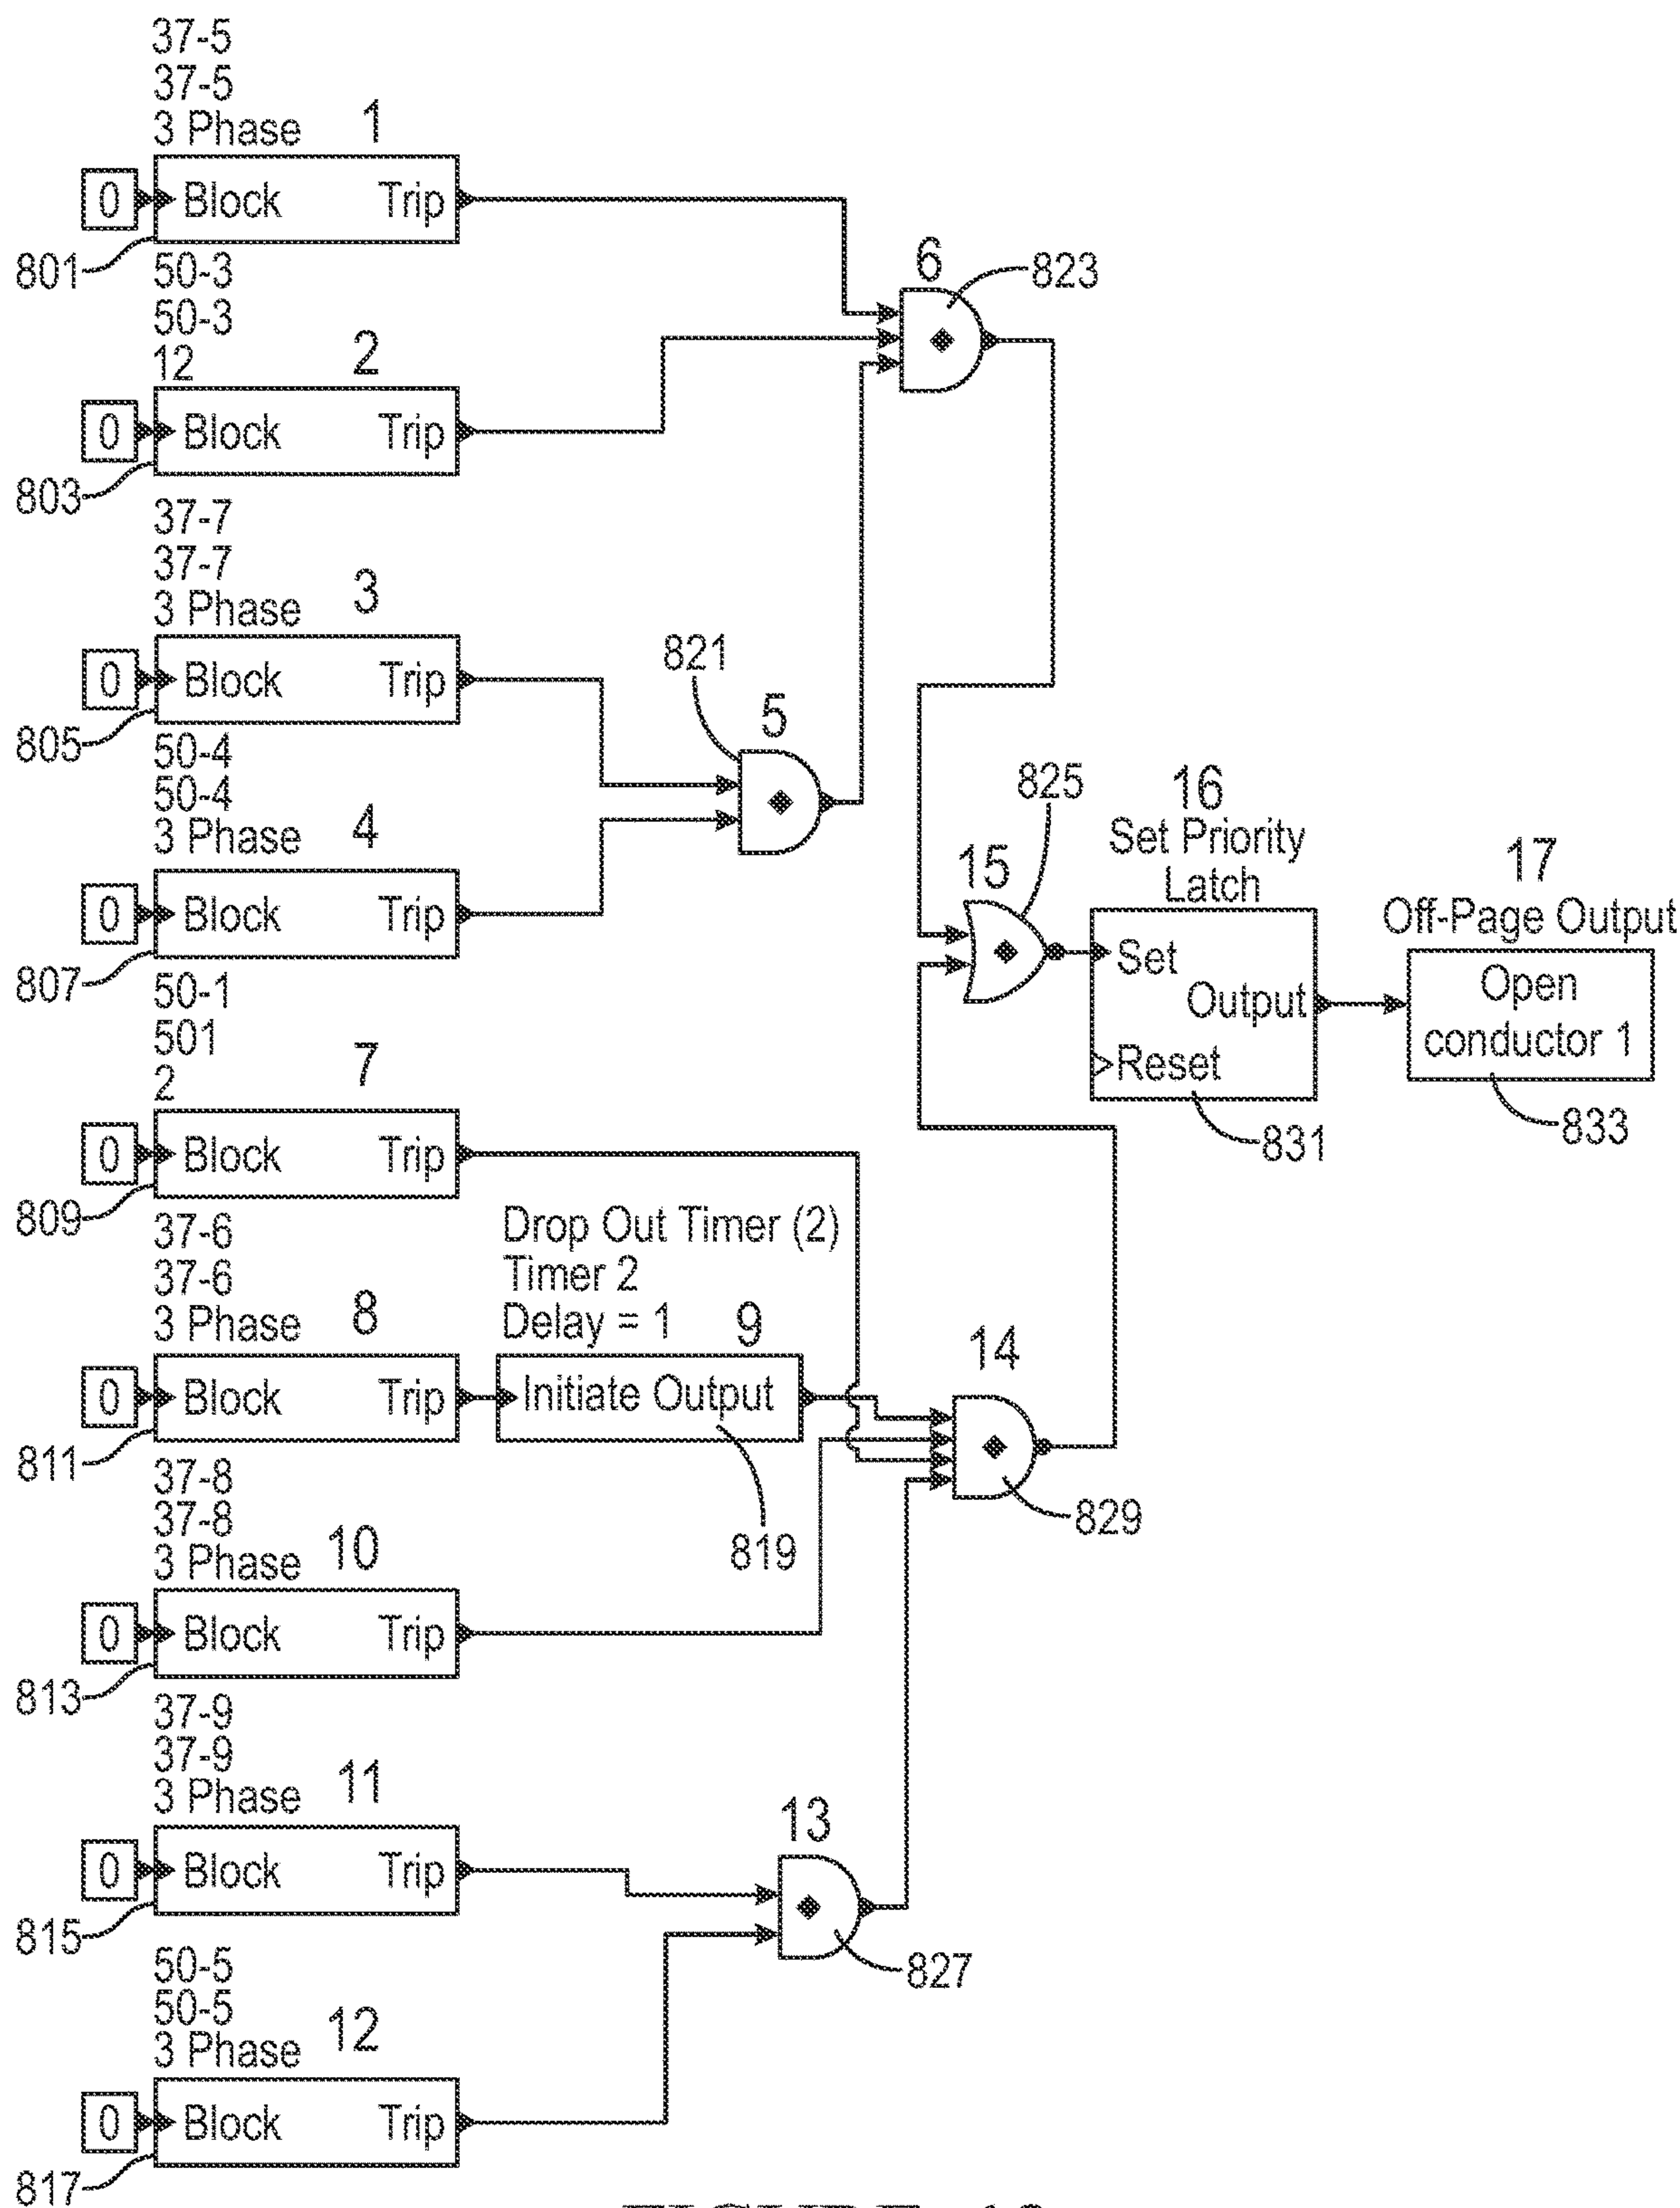 37-5
37-5
3 Phase 1
0 Block Trip
801
50-3
50-3
12 2
0 Block Trip
803
6
823
37-7
37-7
3 Phase 3
0 Block Trip
805
821
5
50-4
50-4
3 Phase 4
0 Block Trip
807
825
15
16
Set Priority
Latch
Set
Output
Reset
831
17
Off-Page Output
Open
conductor 1
833
50-1
501
2 7
0 Block Trip
809
37-6
37-6
3 Phase 8
0 Block Trip
811
Drop Out Timer (2)
Timer 2
Delay = 1 9
Initiate Output
819
14
829
37-8
37-8
3 Phase 10
0 Block Trip
813
37-9
37-9
3 Phase 11
0 Block Trip
815
13
827
50-5
50-5
3 Phase 12
0 Block Trip
817